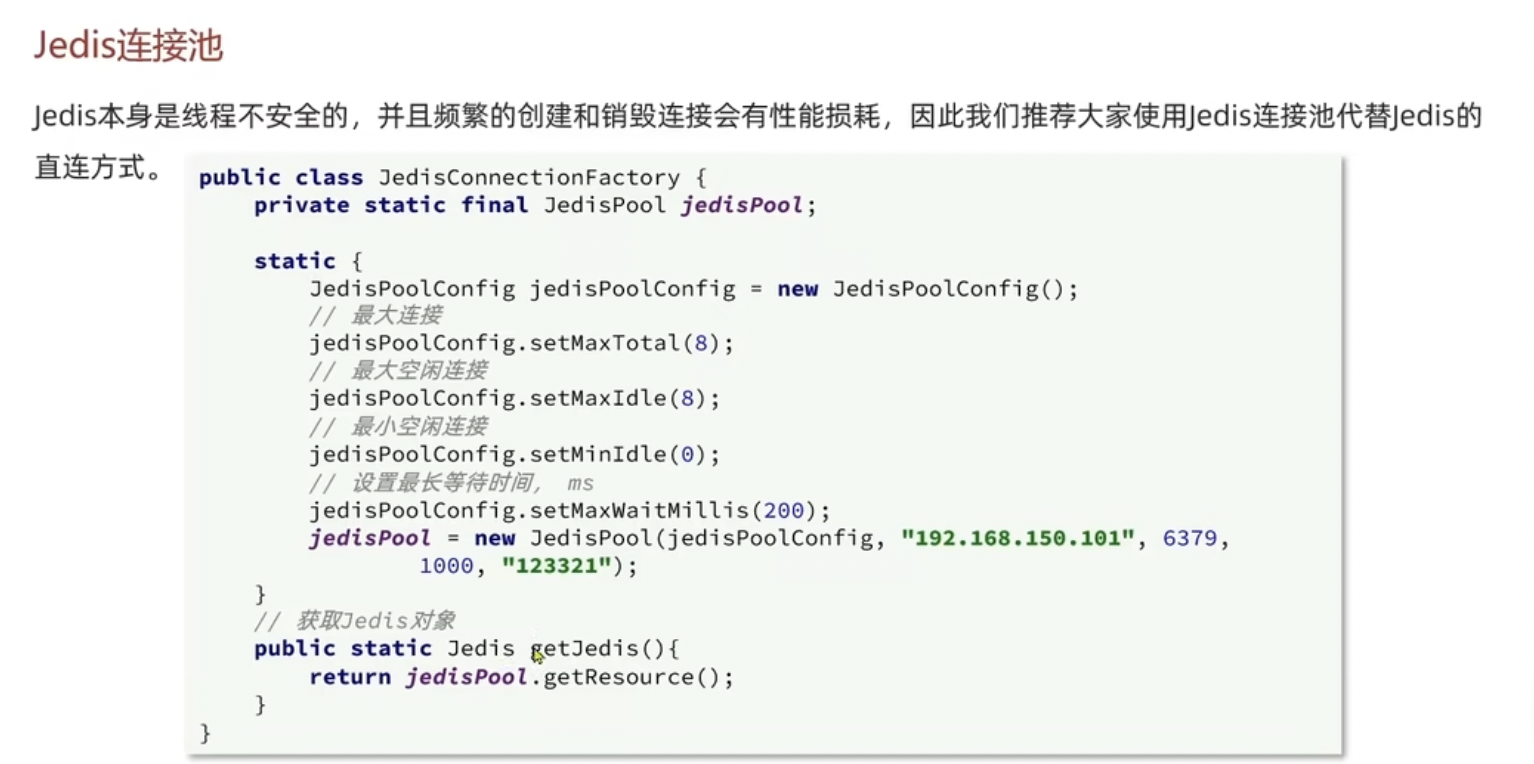 Jedis连接池
Jedis本身是线程不安全的，并且频繁的创建和销毁连接会有性能损耗，因此我们推荐大家使用Jedis连接池代替Jedis的
直连方式。
public class JedisConnectionFactory {
    private static final JedisPool jedisPool;

    static {
        JedisPoolConfig jedisPoolConfig = new JedisPoolConfig();
        // 最大连接
        jedisPoolConfig.setMaxTotal(8);
        // 最大空闲连接
        jedisPoolConfig.setMaxIdle(8);
        // 最小空闲连接
        jedisPoolConfig.setMinIdle(0);
        // 设置最长等待时间， ms
        jedisPoolConfig.setMaxWaitMillis(200);
        jedisPool = new JedisPool(jedisPoolConfig, "192.168.150.101", 6379,
                1000, "123321");
    }
    // 获取Jedis对象
    public static Jedis getJedis(){
        return jedisPool.getResource();
    }
}